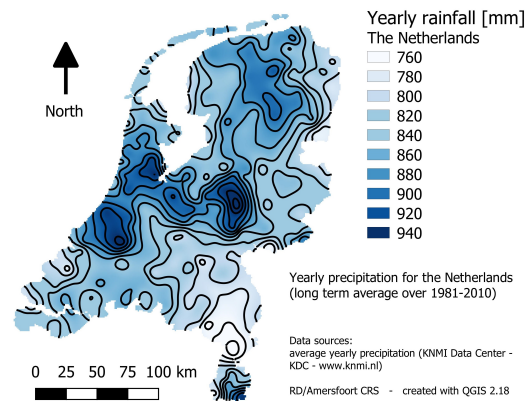 Yearly rainfall [mm]
The Netherlands
760
780
800
820
840
860
880
900
920
940
North
Yearly precipitation for the Netherlands
(long term average over 1981-2010)
Data sources:
average yearly precipitation (KNMI Data Center -
KDC - www.knmi.nl)
RD/Amersfoort CRS - created with QGIS 2.18
0 25 50 75 100 km